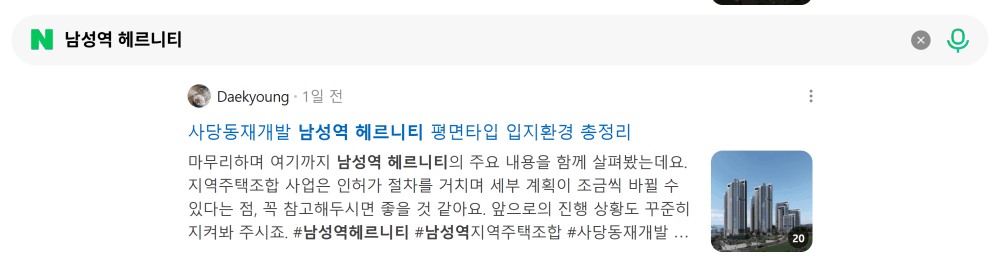 남성역 헤르니티
Daekyoung · 1일 전
사당동재개발 남성역 헤르니티 평면타입 입지환경 총정리
마무리하며 여기까지 남성역 헤르니티의 주요 내용을 함께 살펴봤는데요.
지역주택조합 사업은 인허가 절차를 거치며 세부 계획이 조금씩 바뀔 수
있다는 점, 꼭 참고해두시면 좋을 것 같아요. 앞으로의 진행 상황도 꾸준히
지켜봐 주시죠. #남성역헤르니티 #남성역지역주택조합 #사당동재개발 ...
20